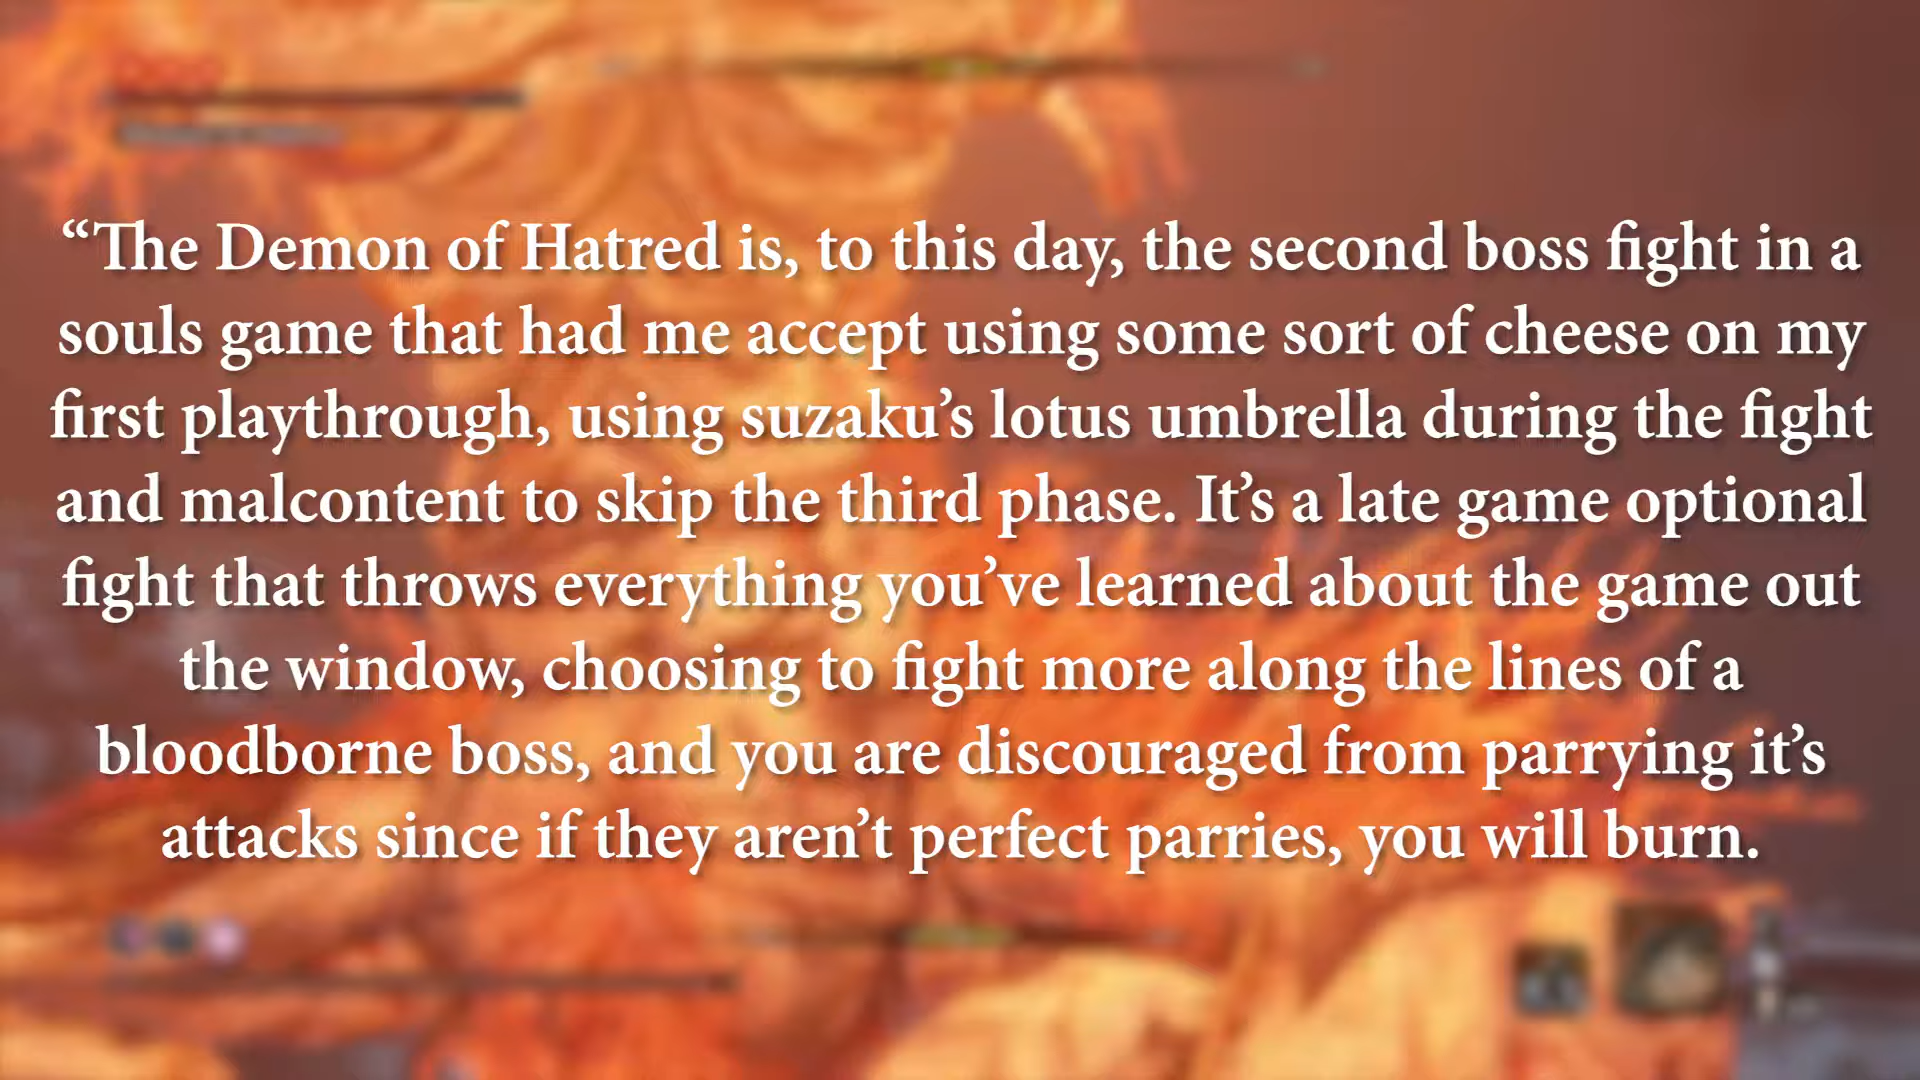 “The Demon of Hatred is, to this day, the second boss fight in a
souls game that had me accept using some sort of cheese on my
first playthrough, using suzaku’s lotus umbrella during the fight
and malcontent to skip the third phase. It’s a late game optional
fight that throws everything you’ve learned about the game out
the window, choosing to fight more along the lines of a
bloodborne boss, and you are discouraged from parrying it’s
attacks since if they aren’t perfect parries, you will burn.